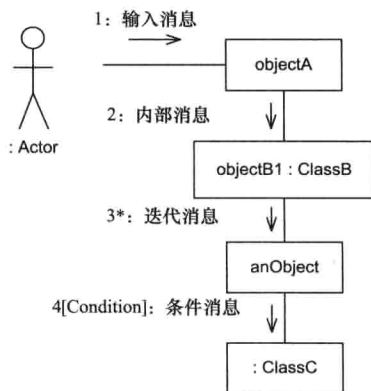 1：输入消息
objectA
: Actor
2：内部消息
objectB1 : ClassB
3*：迭代消息
anObject
4[Condition]：条件消息
: ClassC